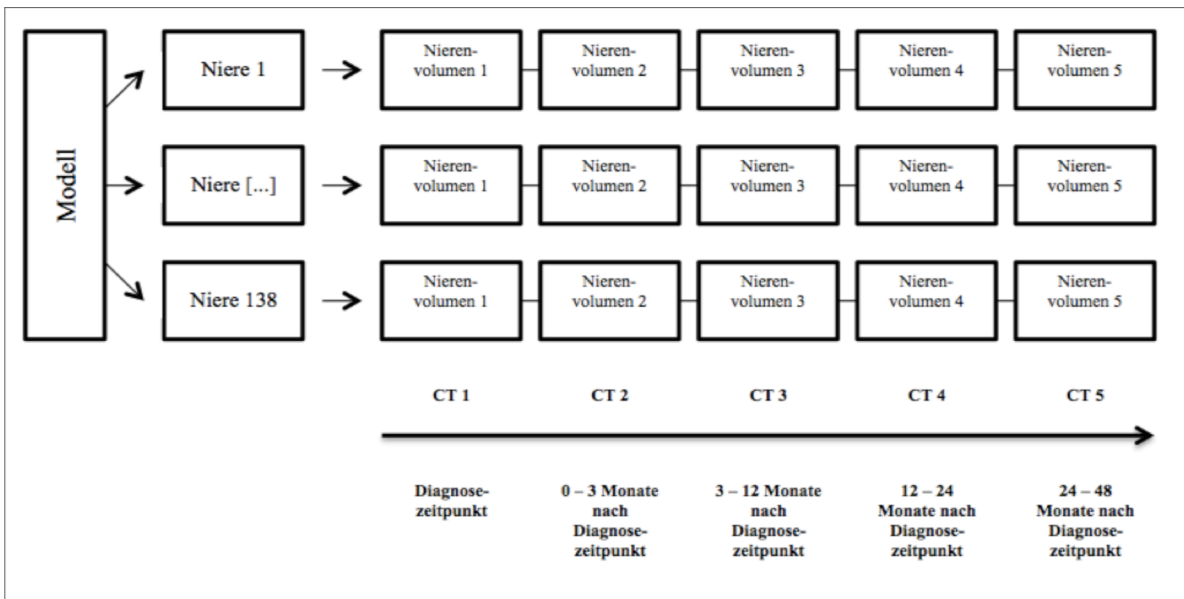 Modell
Niere 1
Nieren-
volumen 1
Nieren-
volumen 2
Nieren-
volumen 3
Nieren-
volumen 4
Nieren-
volumen 5
Niere [...]
Nieren-
volumen 1
Nieren-
volumen 2
Nieren-
volumen 3
Nieren-
volumen 4
Nieren-
volumen 5
Niere 138
Nieren-
volumen 1
Nieren-
volumen 2
Nieren-
volumen 3
Nieren-
volumen 4
Nieren-
volumen 5
CT 1
CT 2
CT 3
CT 4
CT 5
Diagnose-
zeitpunkt
0 – 3 Monate
nach
Diagnose-
zeitpunkt
3 – 12 Monate
nach
Diagnose-
zeitpunkt
12 – 24
Monate nach
Diagnose-
zeitpunkt
24 – 48
Monate nach
Diagnose-
zeitpunkt